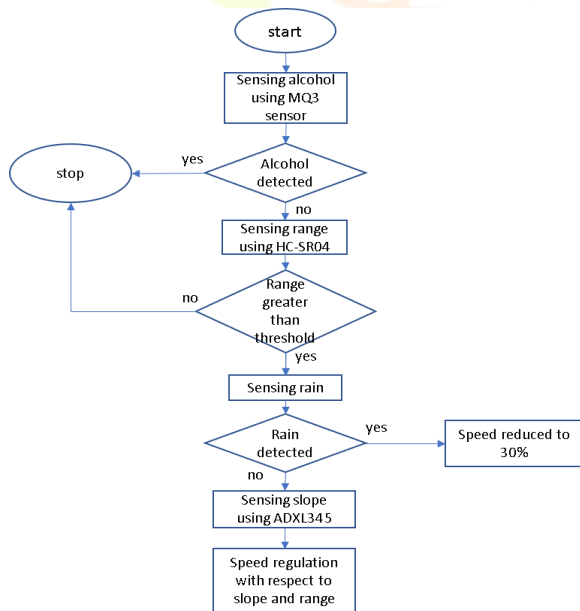 start
Sensing alcohol
using MQ3
sensor
yes
Alcohol
detected
stop
no
Sensing range
using HC-SR04
no
Range
greater
than
threshold
yes
Sensing rain
yes
Rain
detected
Speed reduced to
30%
no
Sensing slope
using ADXL345
Speed regulation
with respect to
slope and range